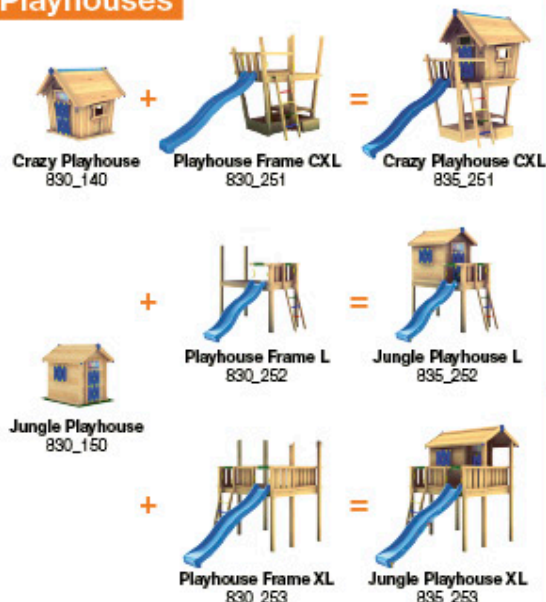 Playhouses
+
=
Crazy Playhouse
830_140
Playhouse Frame CXL
830_251
Crazy Playhouse CXL
835_251
+
=
Playhouse Frame L
830_252
Jungle Playhouse L
835_252
Jungle Playhouse
830_150
+
=
Playhouse Frame XL
830_253
Jungle Playhouse XL
835_253